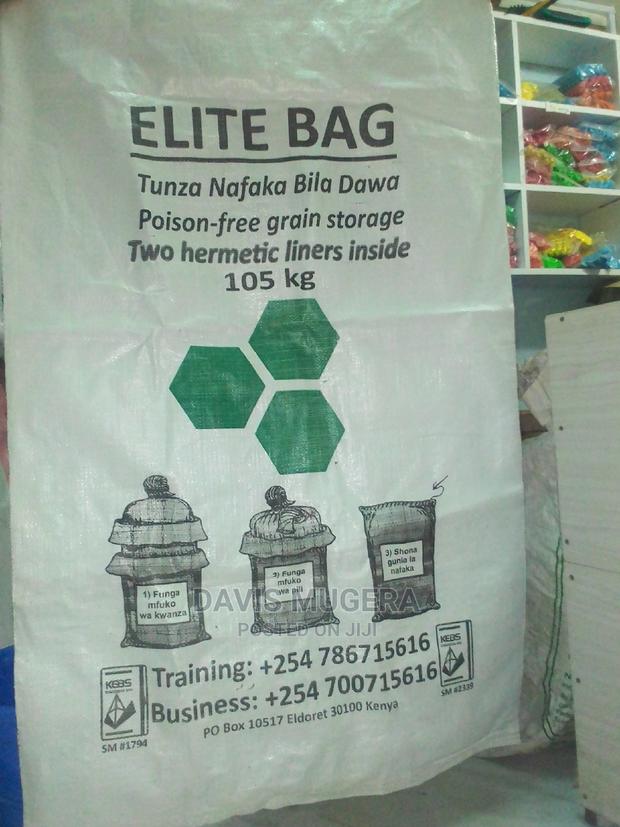 ELITE BAG
Tunza Nafaka Bila Dawa
Poison-free grain storage
Two hermetic liners inside
105 kg
1) Funga
mfuko
wa kwanza
2) Funga
mfuko
wa pili
3) Shona
gunia la
nafaka
DAVIS MUGERA
POSTED ON JIJI
KEBS
SM #1794
Training: +254 786715616
Business: +254 700715616
PO Box 10517 Eldoret 30100 Kenya
KEBS
SM #2339